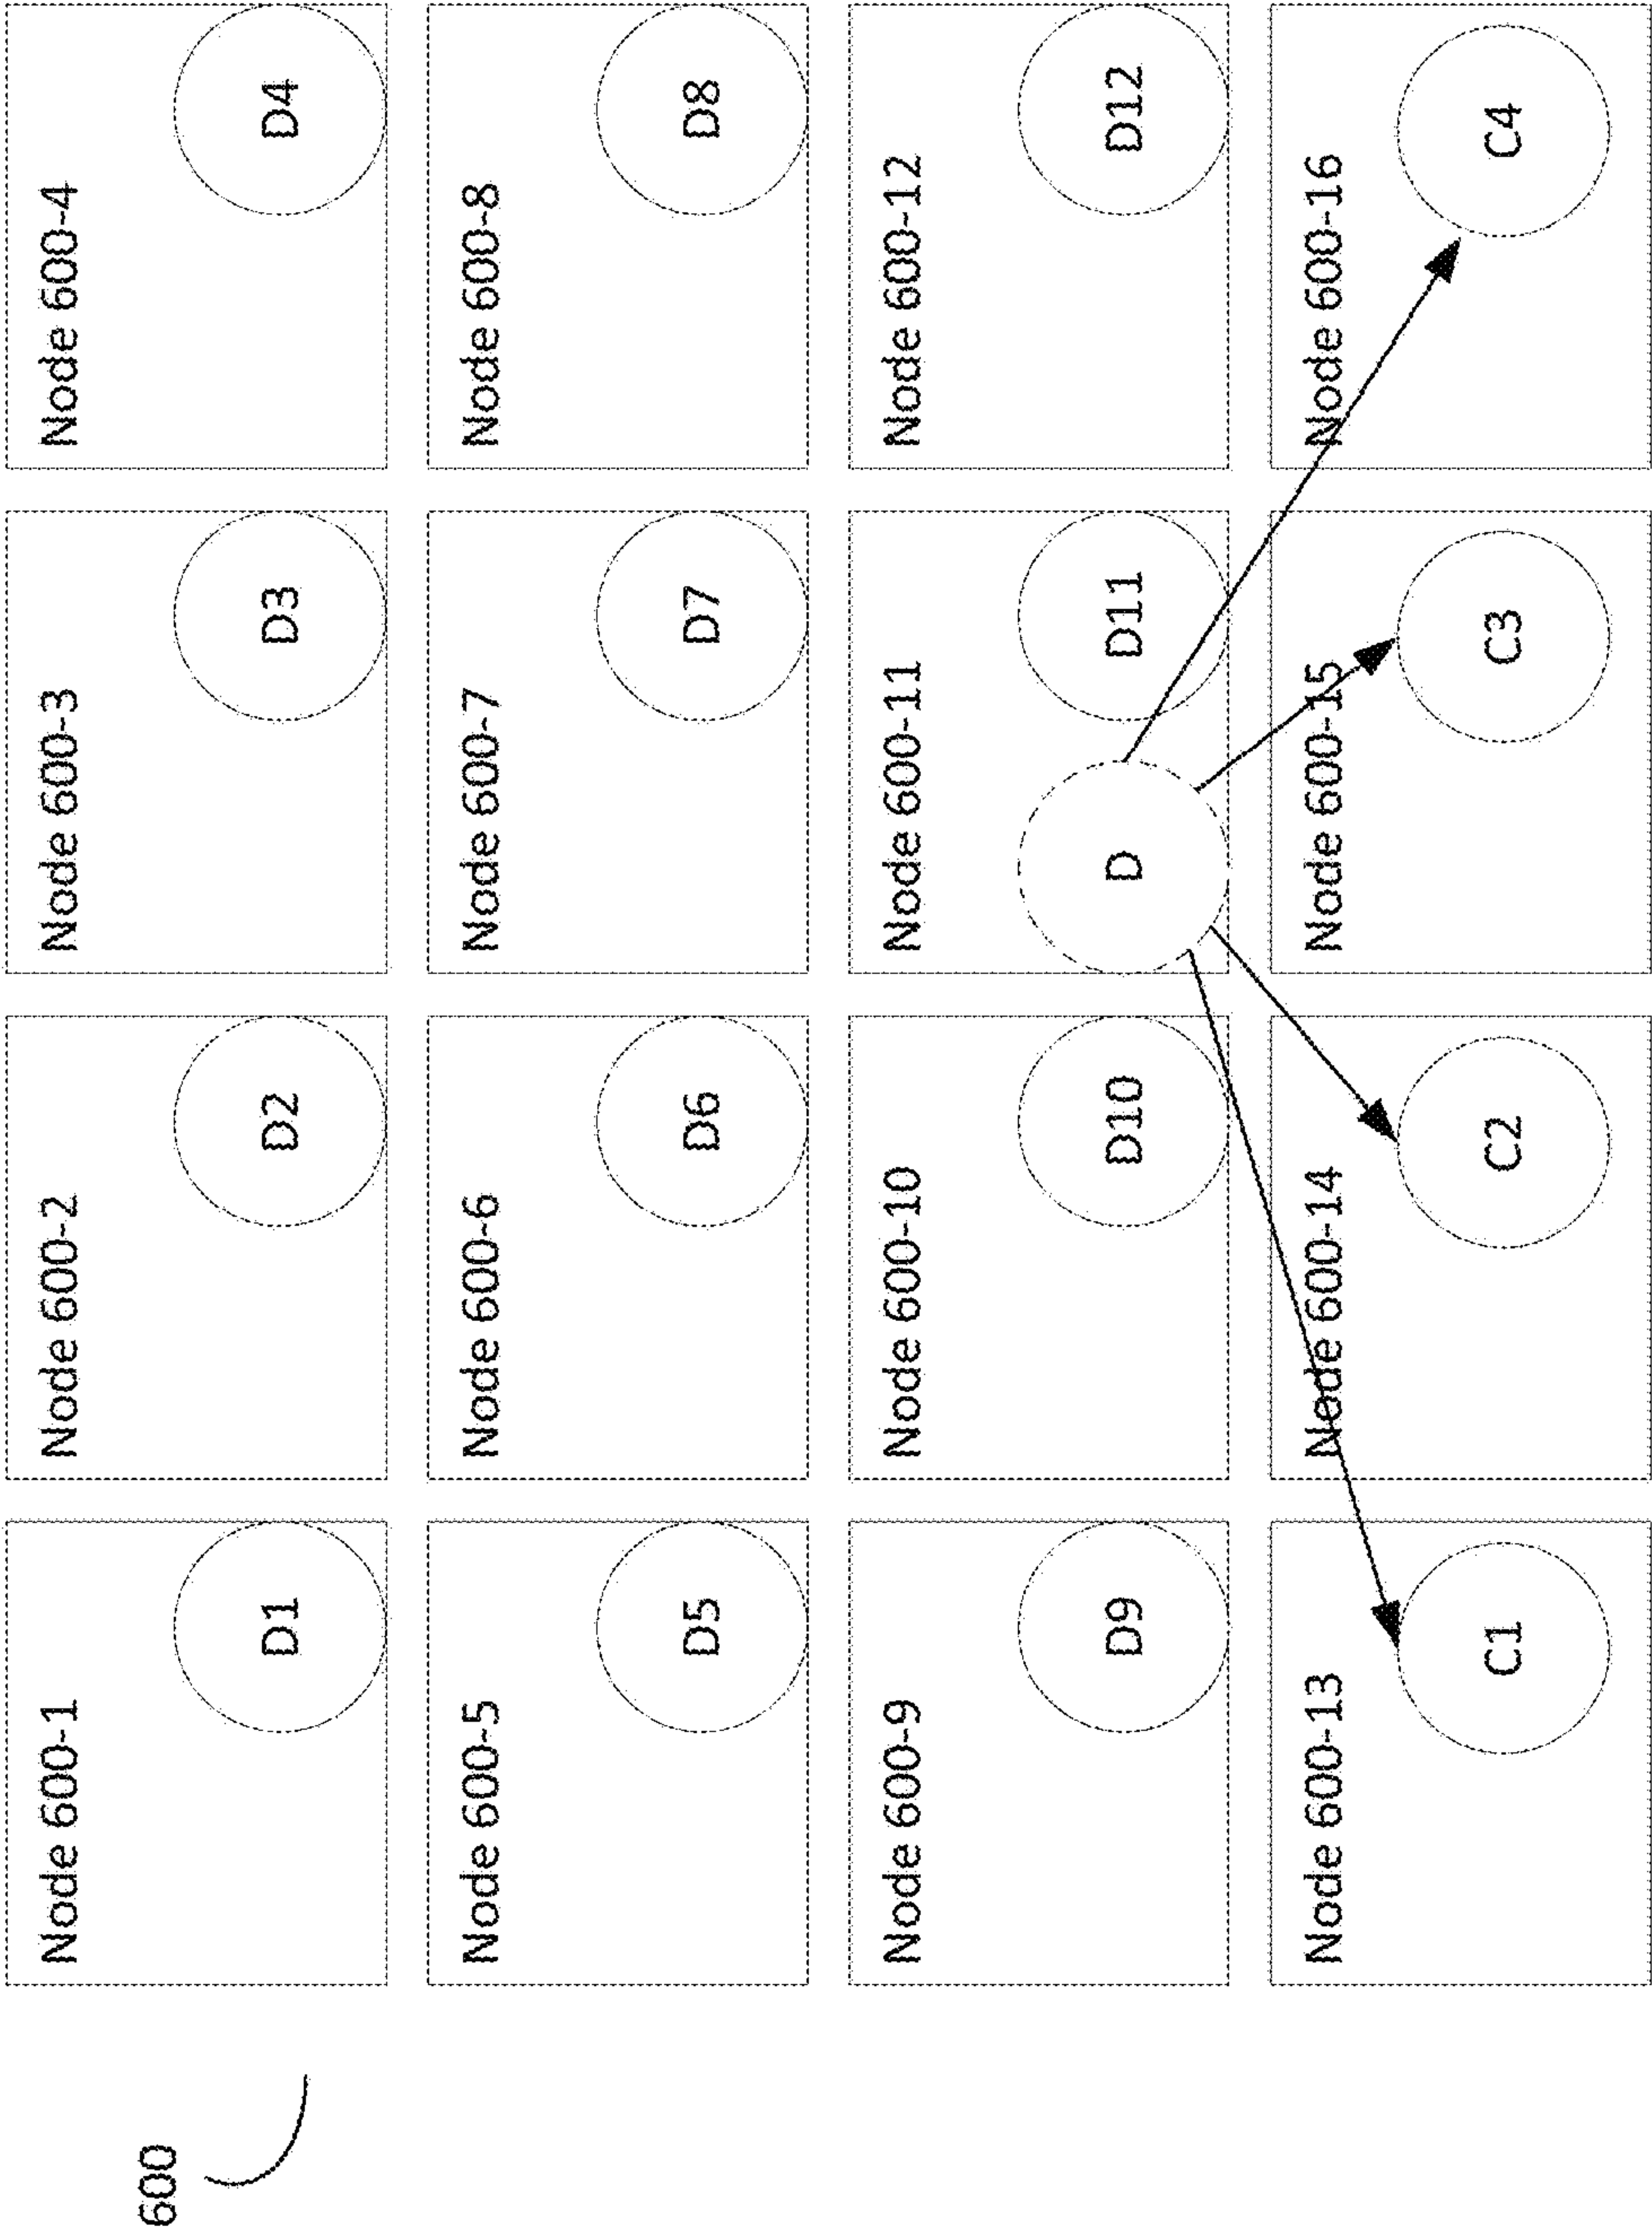 600
Node 600-1
D1
Node 600-2
D2
Node 600-3
D3
Node 600-4
D4
Node 600-5
D5
Node 600-6
D6
Node 600-7
D7
Node 600-8
D8
Node 600-9
D9
Node 600-10
D10
Node 600-11
D
D11
Node 600-12
D12
Node 600-13
C1
Node 600-14
C2
Node 600-15
C3
Node 600-16
C4